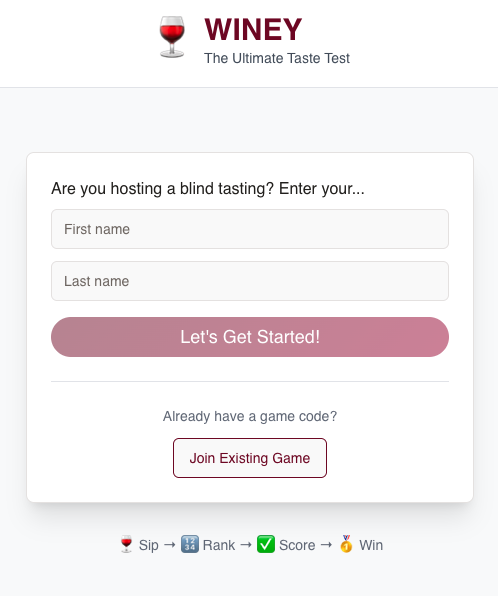 🍷 WINEY
The Ultimate Taste Test
Are you hosting a blind tasting? Enter your...
First name
Last name
Let's Get Started!
Already have a game code?
Join Existing Game
🍷 Sip → 🔢 Rank → ✅ Score → 🥇 Win